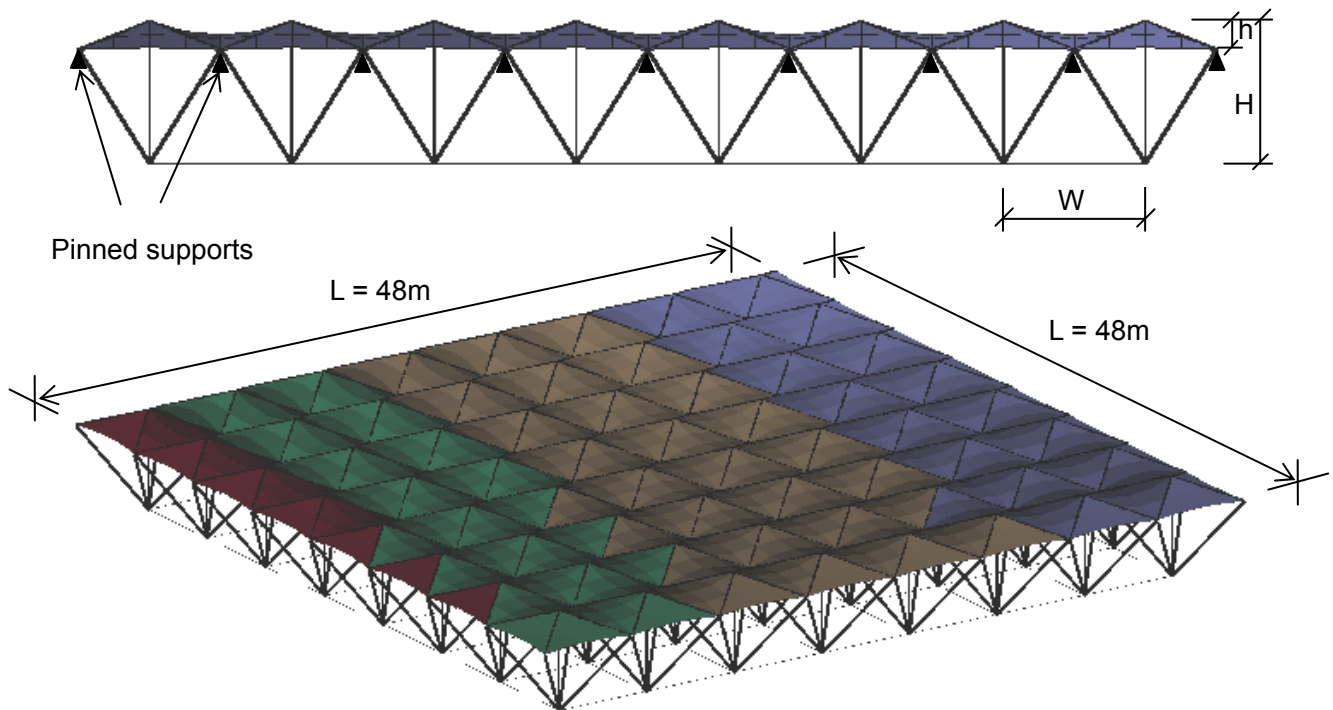 h
H
W
Pinned supports
L = 48m
L = 48m